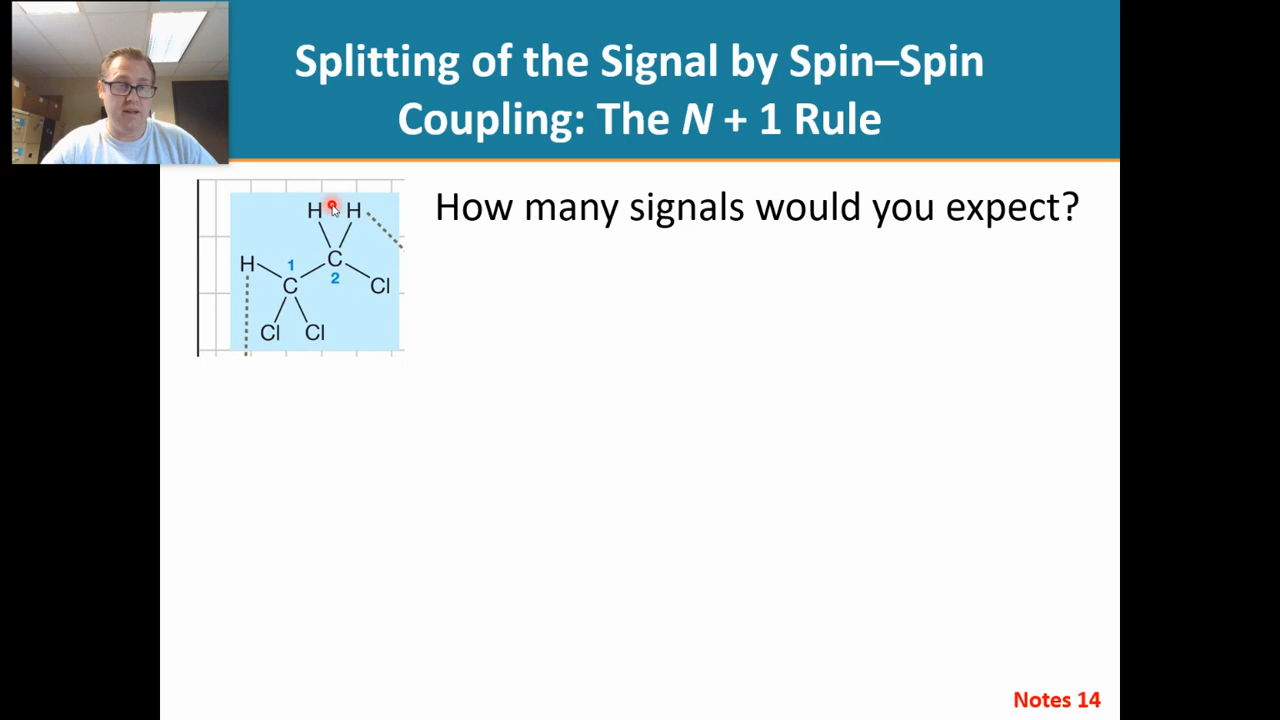 Splitting of the Signal by Spin–Spin
Coupling: The N + 1 Rule
How many signals would you expect?
H H
H 1 C
C 2 Cl
Cl Cl
Notes 14